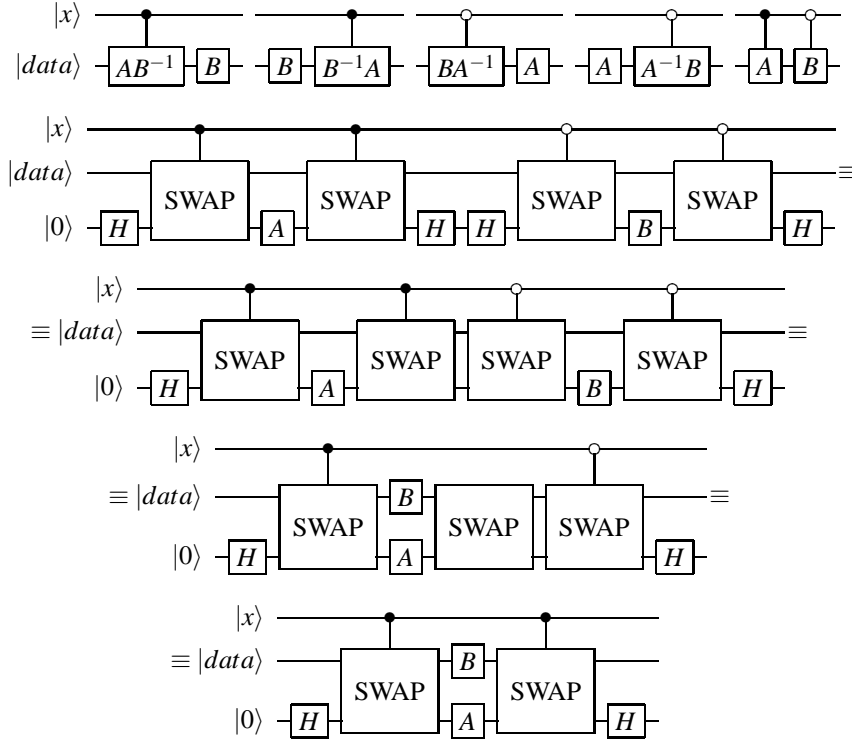 |x⟩
|data⟩ AB⁻¹ B B B⁻¹A BA⁻¹ A A A⁻¹B A B
|x⟩
|data⟩ SWAP SWAP SWAP SWAP ≡
|0⟩ H A H H B H
|x⟩
≡ |data⟩ SWAP SWAP SWAP SWAP ≡
|0⟩ H A B H
|x⟩
≡ |data⟩ SWAP B SWAP SWAP ≡
|0⟩ H A H
|x⟩
≡ |data⟩ SWAP B SWAP
|0⟩ H A H